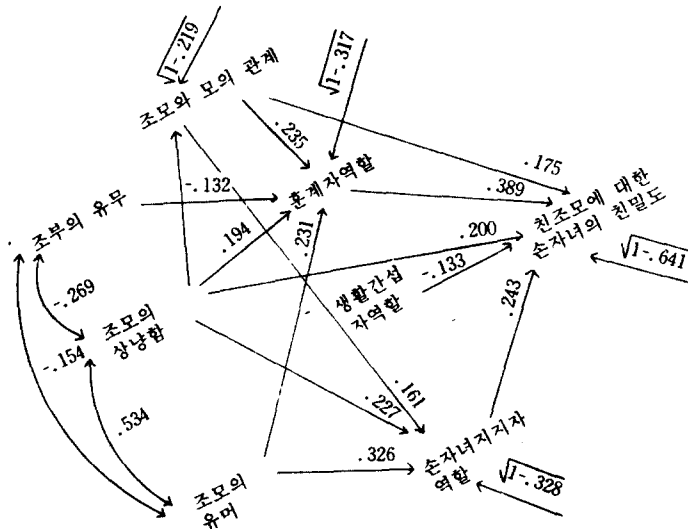 √1-.219
√1-.317
조모와 모의 관계
.235
.175
-.132
훈계자역할
.389
친조모에 대한
손자녀의 친밀도
조부의 유무
.194
.231
.200
-.133
√1-.641
생활간섭
자역할
.243
-.269
조모의
상냥함
-.154
.161
.227
.534
.326
손자녀지지자
역할
√1-.328
조모의
유머